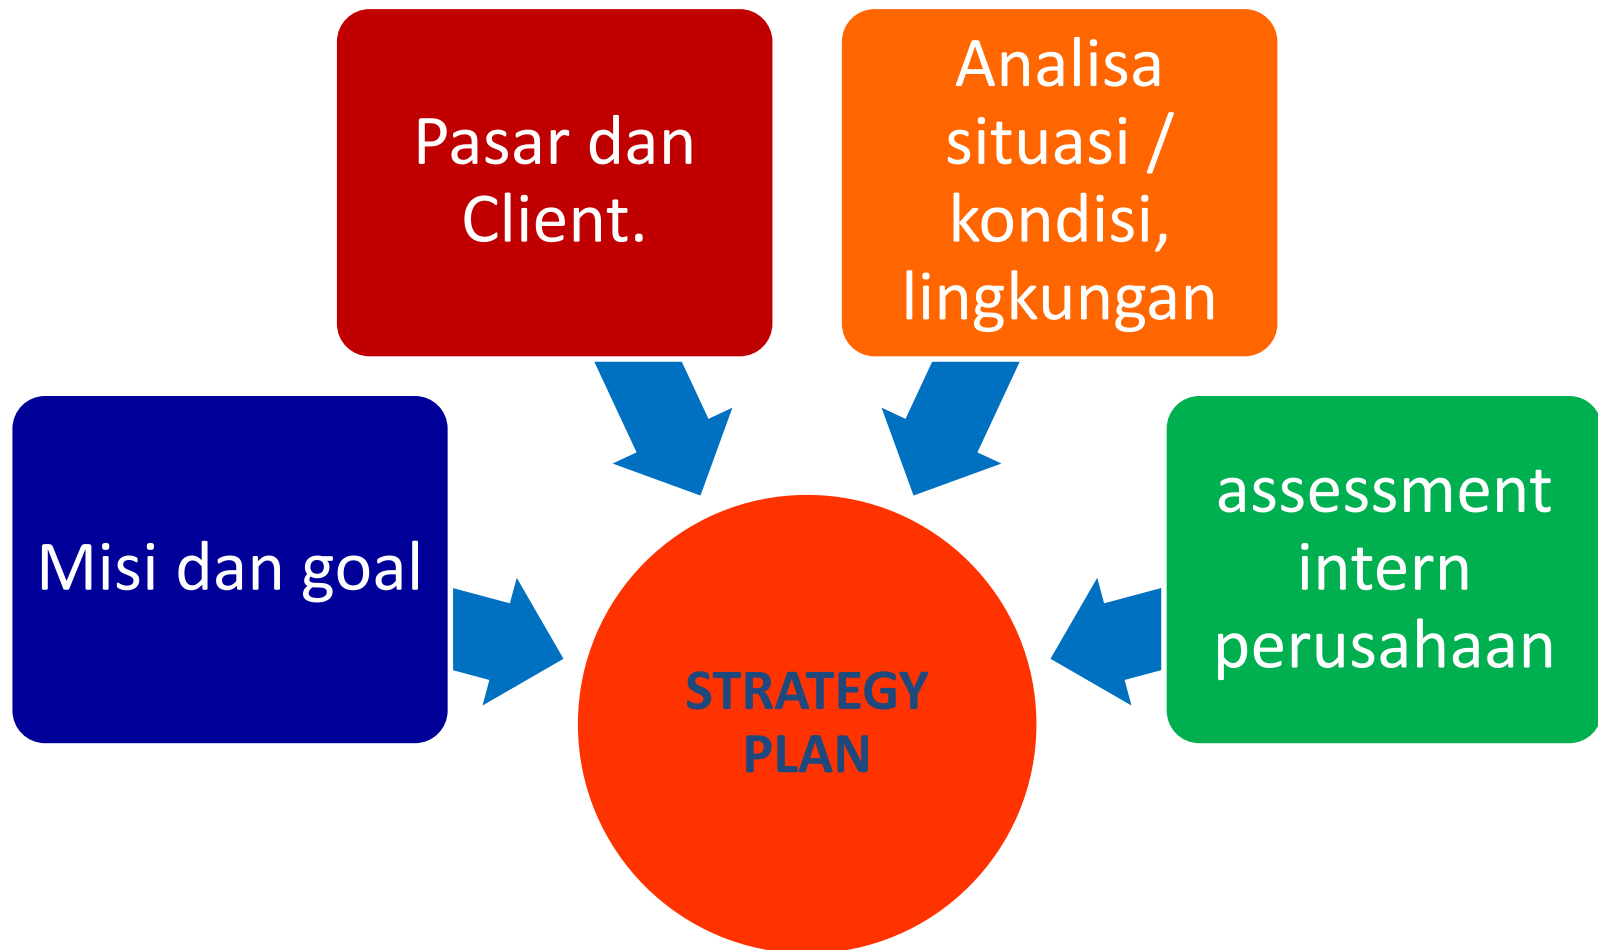 Misi dan goal
Pasar dan
Client.
Analisa
situasi /
kondisi,
lingkungan
assessment
intern
perusahaan
STRATEGY
PLAN